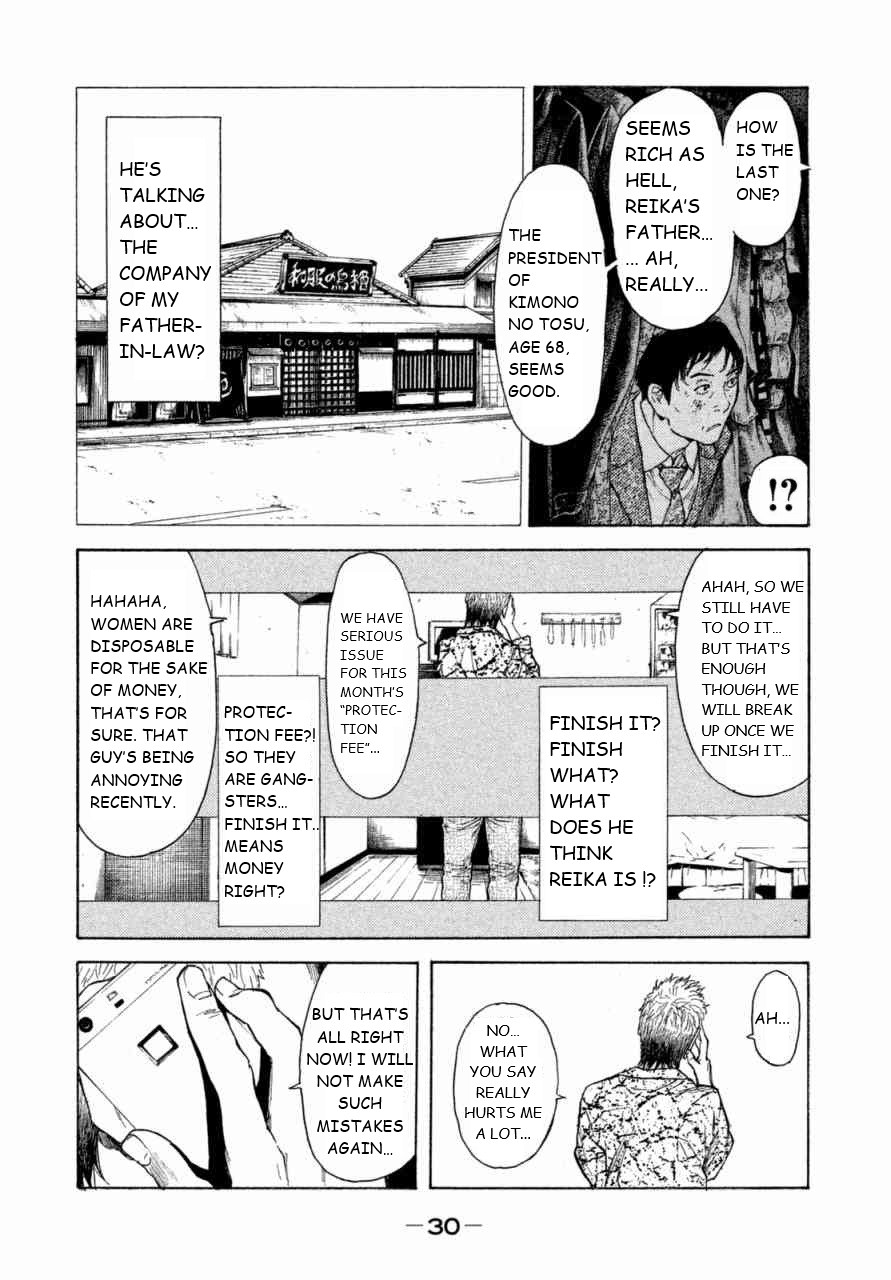 HOW
IS THE
LAST
ONE?
SEEMS
RICH AS
HELL,
REIKA'S
FATHER...
... AH,
REALLY...
THE
PRESIDENT
OF
KIMONO
NO TOSU,
AGE 68,
SEEMS
GOOD.
!?
HE'S
TALKING
ABOUT...
THE
COMPANY
OF MY
FATHER-
IN-LAW?
和服の鳥栖
AHAH, SO WE
STILL HAVE
TO DO IT...
BUT THAT'S
ENOUGH
THOUGH, WE
WILL BREAK
UP ONCE WE
FINISH IT...
FINISH IT?
FINISH
WHAT?
WHAT
DOES HE
THINK
REIKA IS !?
WE HAVE
SERIOUS
ISSUE
FOR THIS
MONTH'S
"PROTEC-
TION
FEE"...
PROTEC-
TION FEE?!
SO THEY
ARE GANG-
STERS...
FINISH IT..
MEANS
MONEY
RIGHT?
HAHAHA,
WOMEN ARE
DISPOSABLE
FOR THE SAKE
OF MONEY,
THAT'S FOR
SURE. THAT
GUY'S BEING
ANNOYING
RECENTLY.
AH...
NO...
WHAT
YOU SAY
REALLY
HURTS ME
A LOT...
BUT THAT'S
ALL RIGHT
NOW! I WILL
NOT MAKE
SUCH
MISTAKES
AGAIN...
—30—